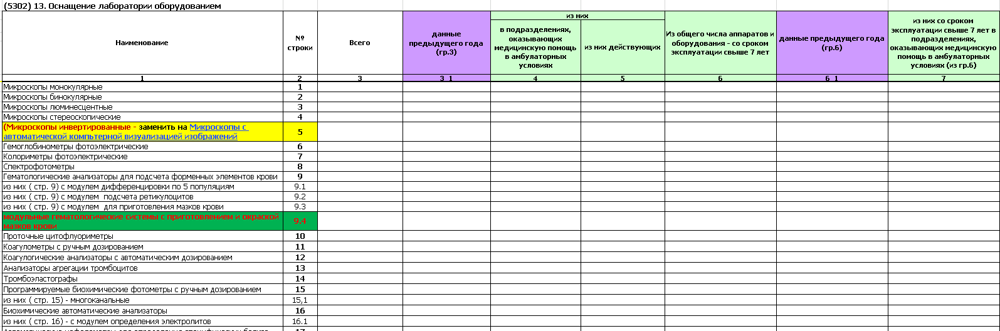 (5302) 13. Оснащение лаборатории оборудованием
Наименование
№
строки
Всего
данные
предыдущего года
(гр.3)
из них
в подразделениях,
оказывающих
медицинскую помощь
в амбулаторных
условиях
из них действующих
Из общего числа аппаратов и
оборудования - со сроком
эксплуатации свыше 7 лет
данные предыдущего года
(гр.6)
из них со сроком
эксплуатации свыше 7 лет в
подразделениях,
оказывающих медицинскую
помощь в амбулаторных
условиях (из гр.6)
1 2 3 3_1 4 5 6 6_1 7
Микроскопы монокулярные 1
Микроскопы бинокулярные 2
Микроскопы люминесцентные 3
Микроскопы стереоскопические 4
(Микроскопы инвертированные - заменить на Микроскопы с
автоматической компьтерной визуализацией изображений 5
Гемоглобинометры фотоэлектрические 6
Колориметры фотоэлектрические 7
Спектрофотометры 8
Гематологические анализаторы для подсчета форменных элементов крови 9
из них ( стр. 9) с модулем дифференцировки по 5 популяциям 9.1
из них ( стр. 9) с модулем подсчета ретикулоцитов 9.2
из них ( стр. 9) с модулем для приготовления мазков крови 9.3
модульные гематологические системы с приготовлением и окраской
мазков крови 9.4
Проточные цитофлуориметры 10
Коагулометры с ручным дозированием 11
Коагулогические анализаторы с автоматическим дозированием 12
Анализаторы агрегации тромбоцитов 13
Тромбоэластографы 14
Программируемые биохимические фотометры с ручным дозированием 15
из них ( стр. 15) - многоканальные 15,1
Биохимические автоматические анализаторы 16
из них ( стр. 16) - с модулем определения электролитов 16.1
17